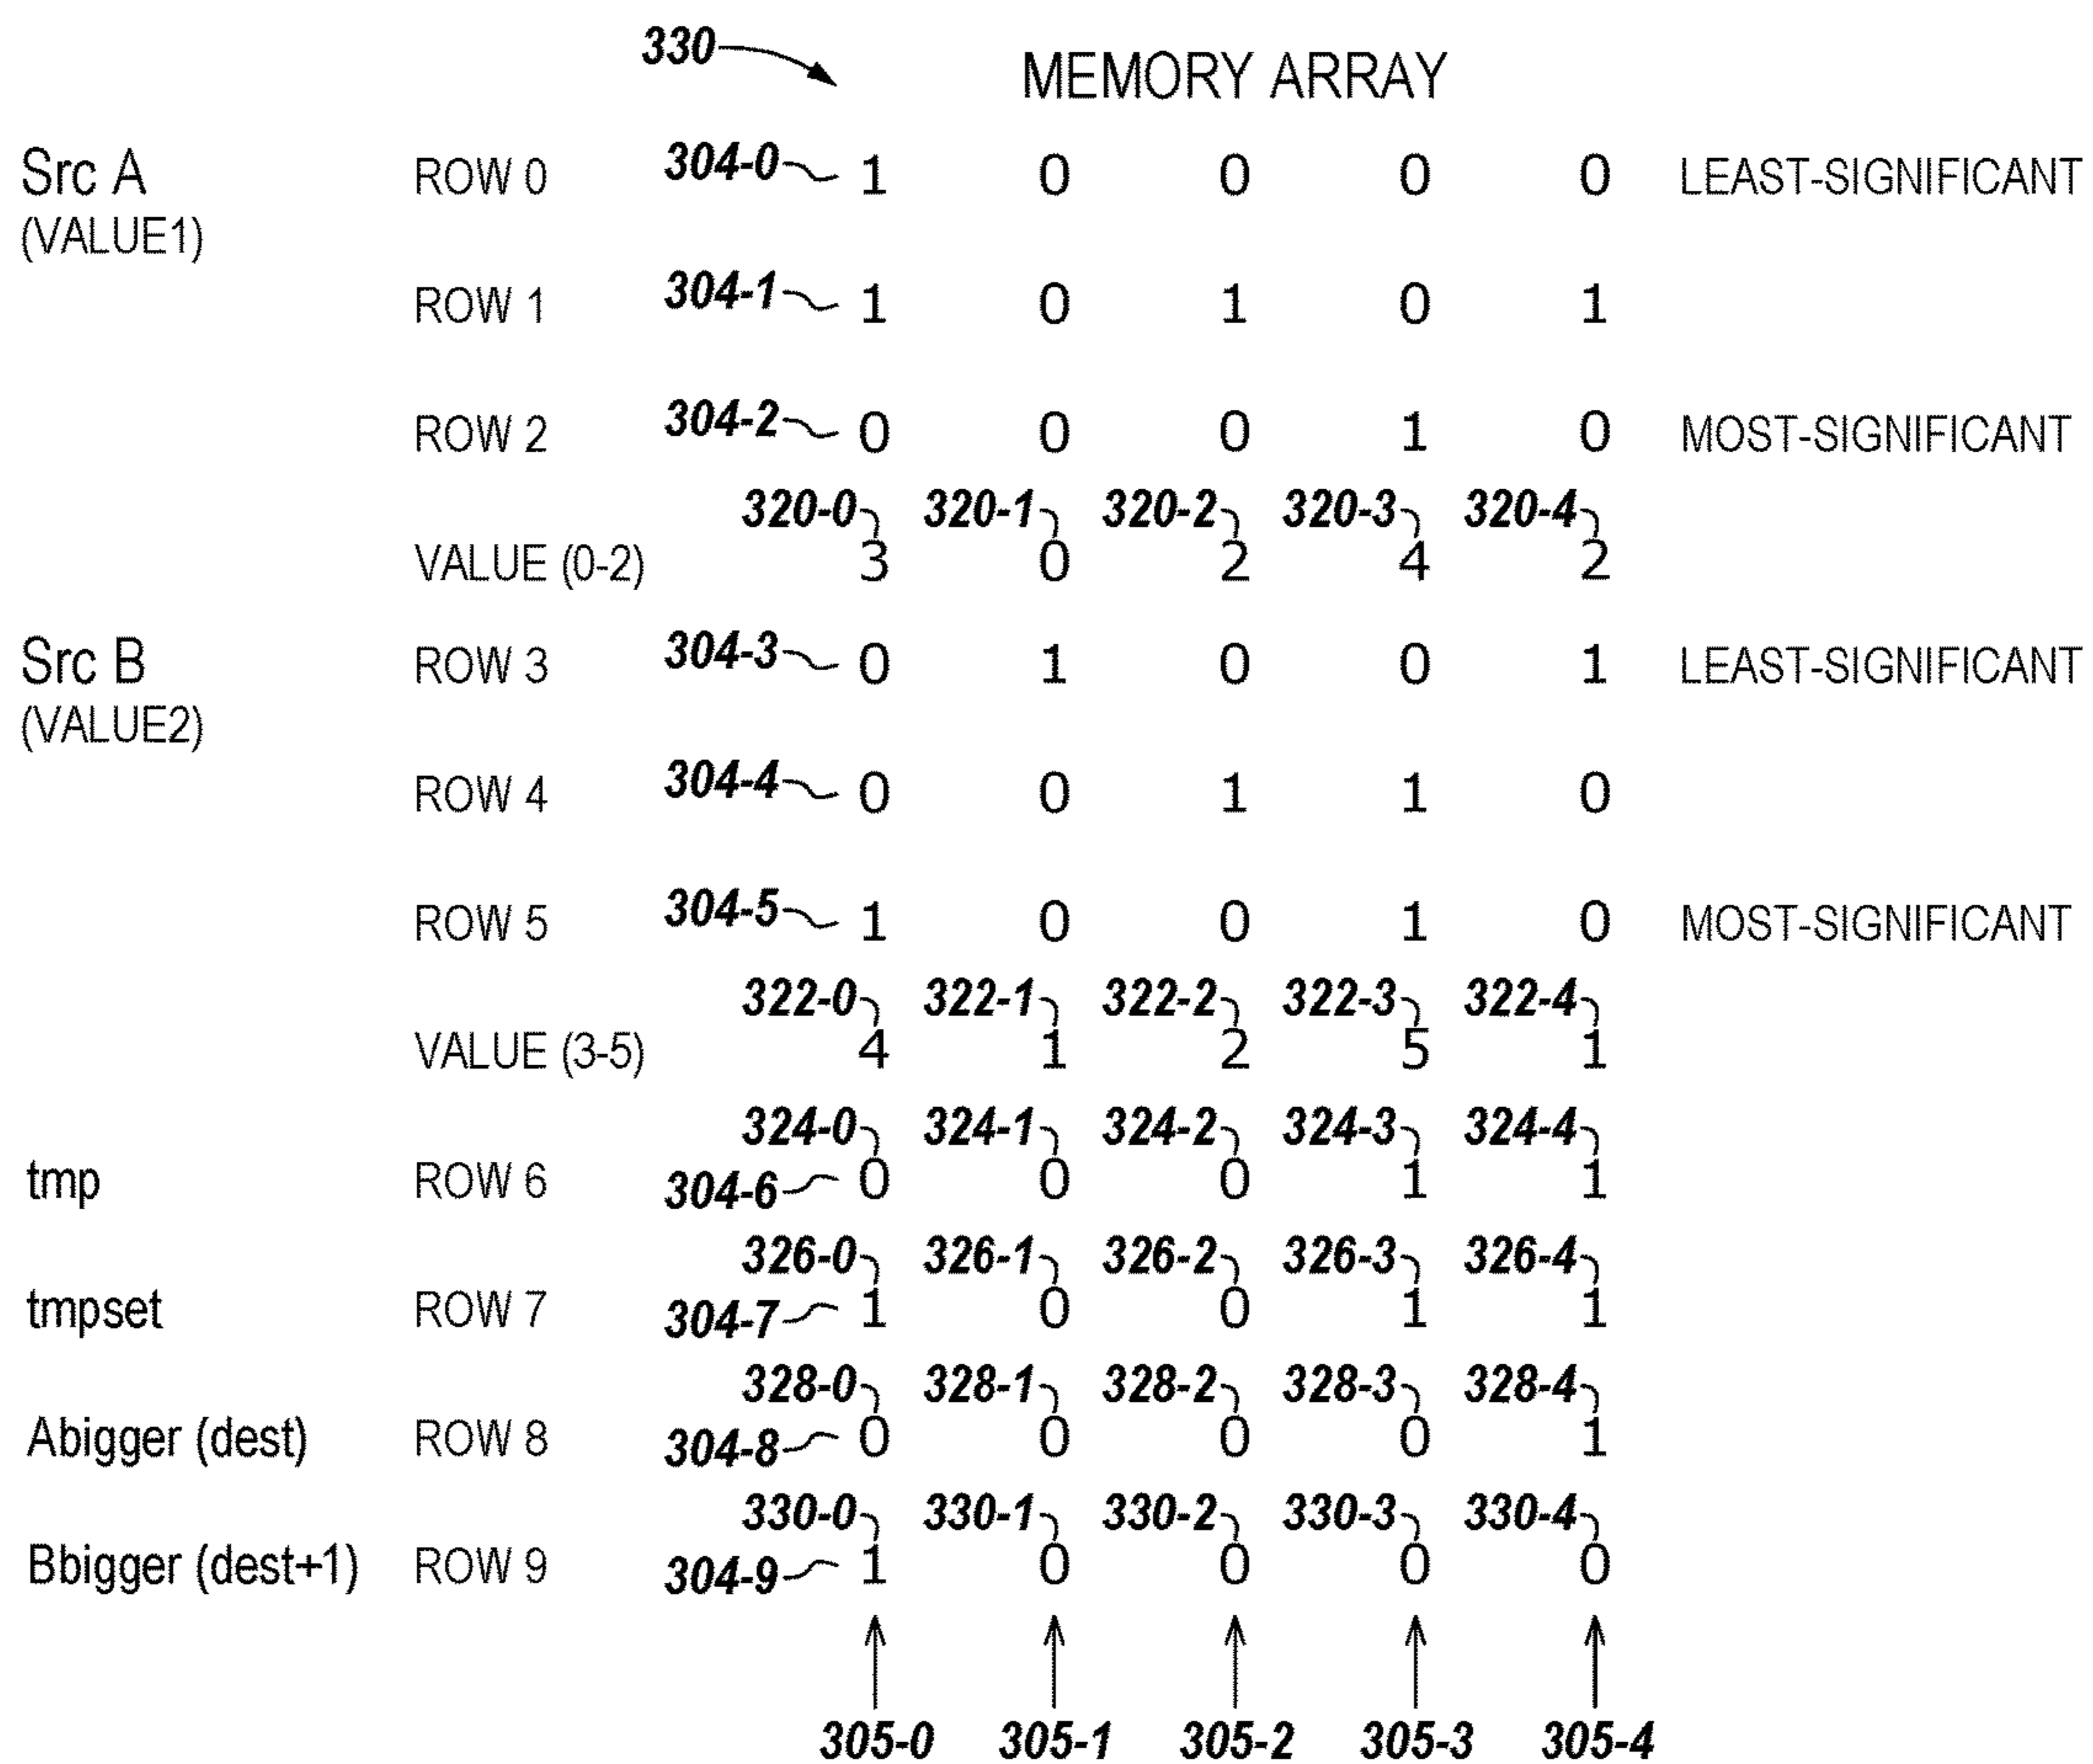 330 MEMORY ARRAY
Src A ROW 0 304-0 1 0 0 0 0 LEAST-SIGNIFICANT
(VALUE1)
ROW 1 304-1 1 0 1 0 1
ROW 2 304-2 0 0 0 1 0 MOST-SIGNIFICANT
320-0 320-1 320-2 320-3 320-4
VALUE (0-2) 3 0 2 4 2
Src B ROW 3 304-3 0 1 0 0 1 LEAST-SIGNIFICANT
(VALUE2)
ROW 4 304-4 0 0 1 1 0
ROW 5 304-5 1 0 0 1 0 MOST-SIGNIFICANT
322-0 322-1 322-2 322-3 322-4
VALUE (3-5) 4 1 2 5 1
324-0 324-1 324-2 324-3 324-4
tmp ROW 6 304-6 0 0 0 1 1
326-0 326-1 326-2 326-3 326-4
tmpset ROW 7 304-7 1 0 0 1 1
328-0 328-1 328-2 328-3 328-4
Abigger (dest) ROW 8 304-8 0 0 0 0 1
330-0 330-1 330-2 330-3 330-4
Bbigger (dest+1) ROW 9 304-9 1 0 0 0 0
305-0 305-1 305-2 305-3 305-4